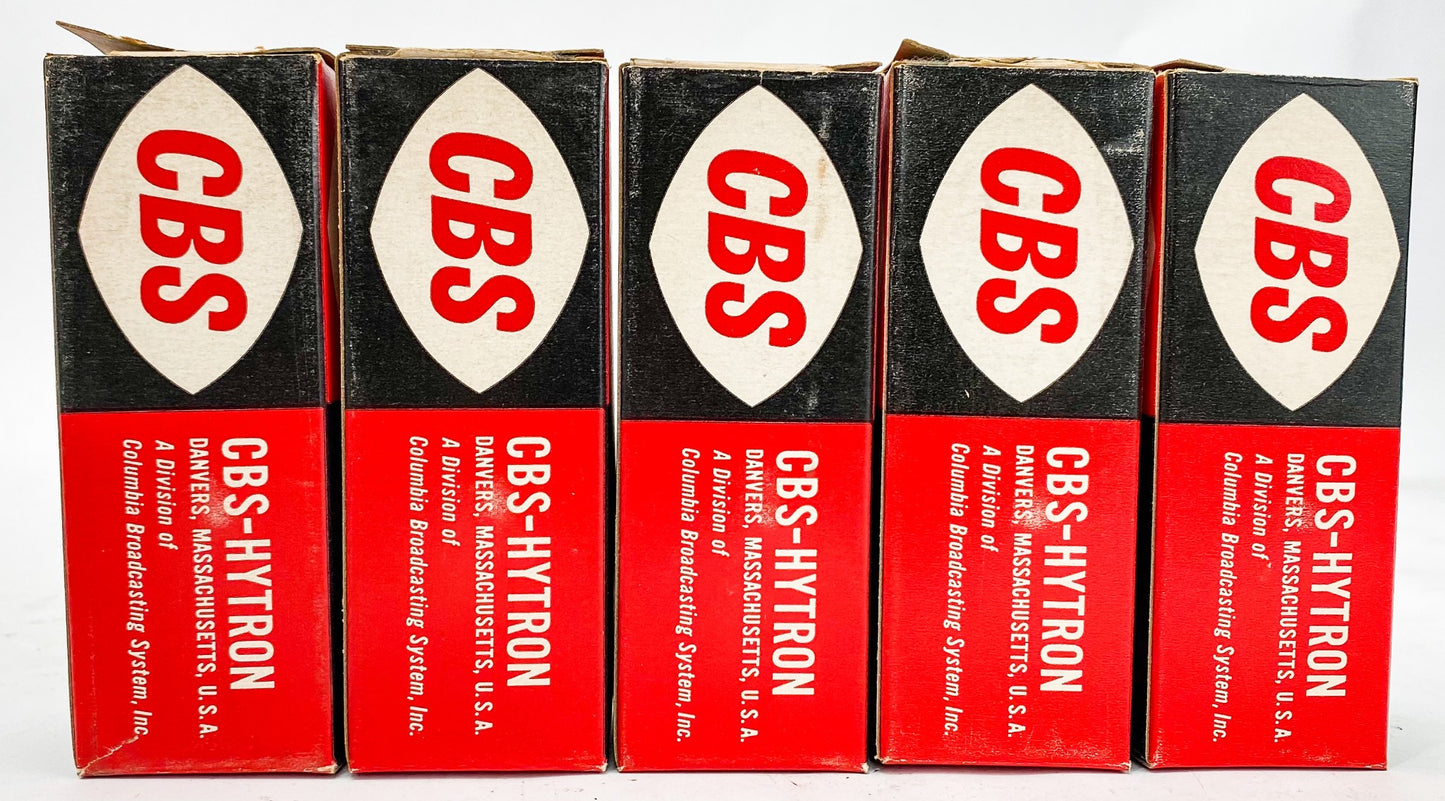 CBS
CBS-HYTRON
DANVERS, MASSACHUSETTS, U.S.A.
A Division of
Columbia Broadcasting System, Inc.
CBS
CBS-HYTRON
DANVERS, MASSACHUSETTS, U.S.A.
A Division of
Columbia Broadcasting System, Inc.
CBS
CBS-HYTRON
DANVERS, MASSACHUSETTS, U.S.A.
A Division of
Columbia Broadcasting System, Inc.
CBS
CBS-HYTRON
DANVERS, MASSACHUSETTS, U.S.A.
A Division of
Columbia Broadcasting System, Inc.
CBS
CBS-HYTRON
DANVERS, MASSACHUSETTS, U.S.A.
A Division of
Columbia Broadcasting System, Inc.